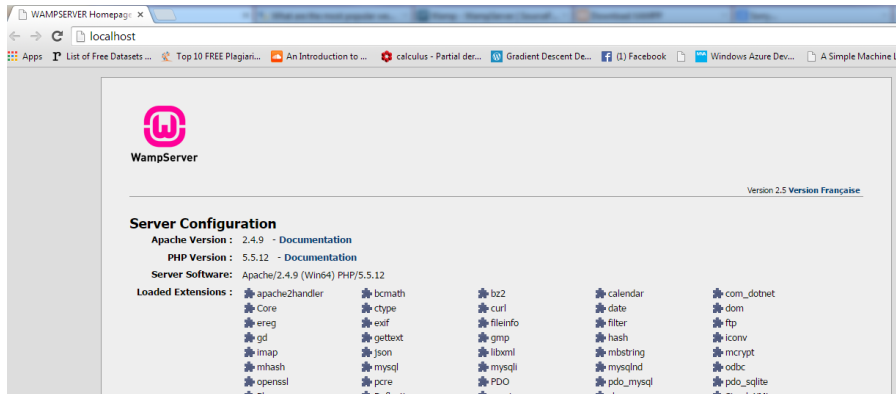 WAMPSERVER Homepage
localhost
Apps List of Free Datasets ... Top 10 FREE Plagiari... An Introduction to ... calculus - Partial der... Gradient Descent De... (1) Facebook Windows Azure Dev... A Simple Machine L
WampServer
Version 2.5 Version Française
Server Configuration
Apache Version : 2.4.9 - Documentation
PHP Version : 5.5.12 - Documentation
Server Software: Apache/2.4.9 (Win64) PHP/5.5.12
Loaded Extensions : apache2handler bcmath bz2 calendar com_dotnet
Core ctype curl date dom
ereg exif fileinfo filter ftp
gd gettext gmp hash iconv
imap json libxml mbstring mcrypt
mhash mysql mysqli mysqlnd odbc
openssl pcre PDO pdo_mysql pdo_sqlite